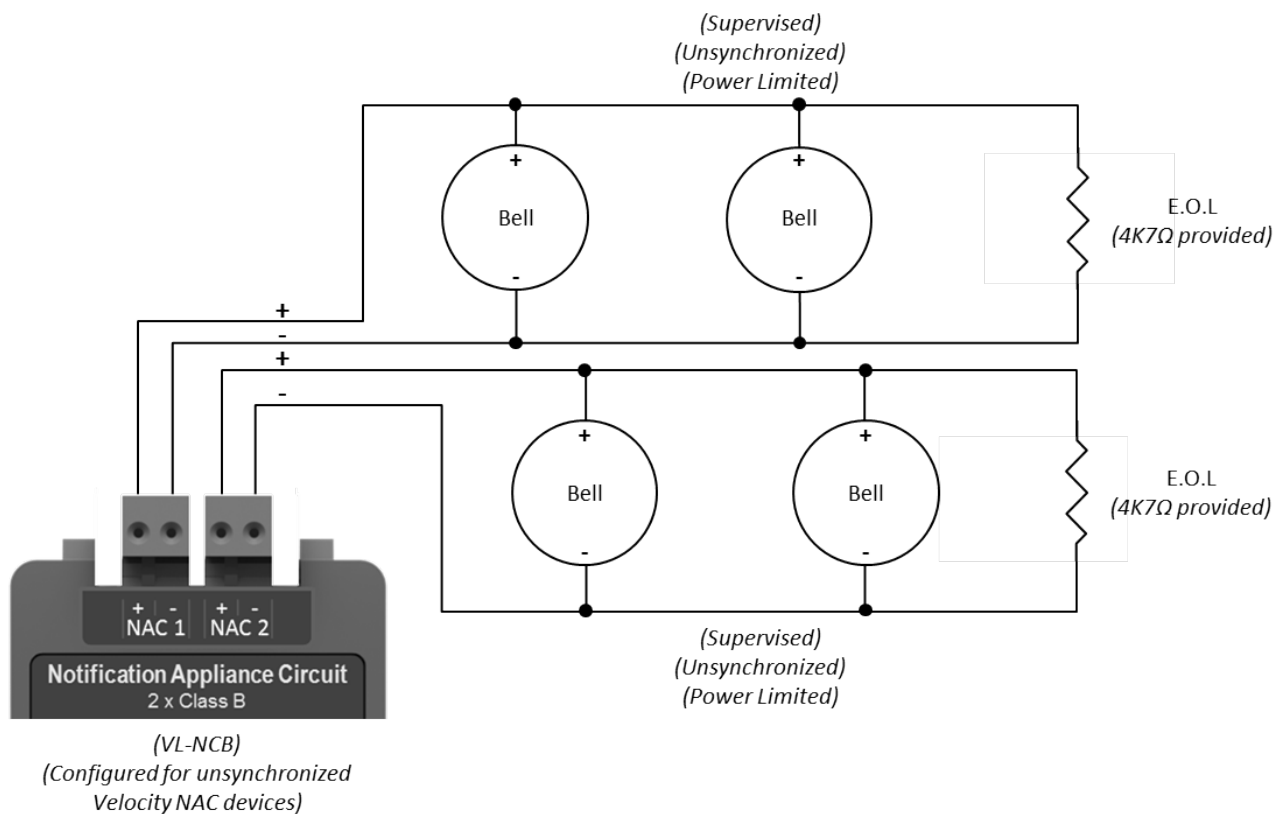 (Supervised)
(Unsynchronized)
(Power Limited)
+
+
Bell
Bell
E.O.L
(4K7Ω provided)
-
-
+
-
+
-
+
+
Bell
Bell
E.O.L
(4K7Ω provided)
-
-
+ - + -
NAC 1 NAC 2
Notification Appliance Circuit
2 x Class B
(Supervised)
(Unsynchronized)
(Power Limited)
(VL-NCB)
(Configured for unsynchronized
Velocity NAC devices)